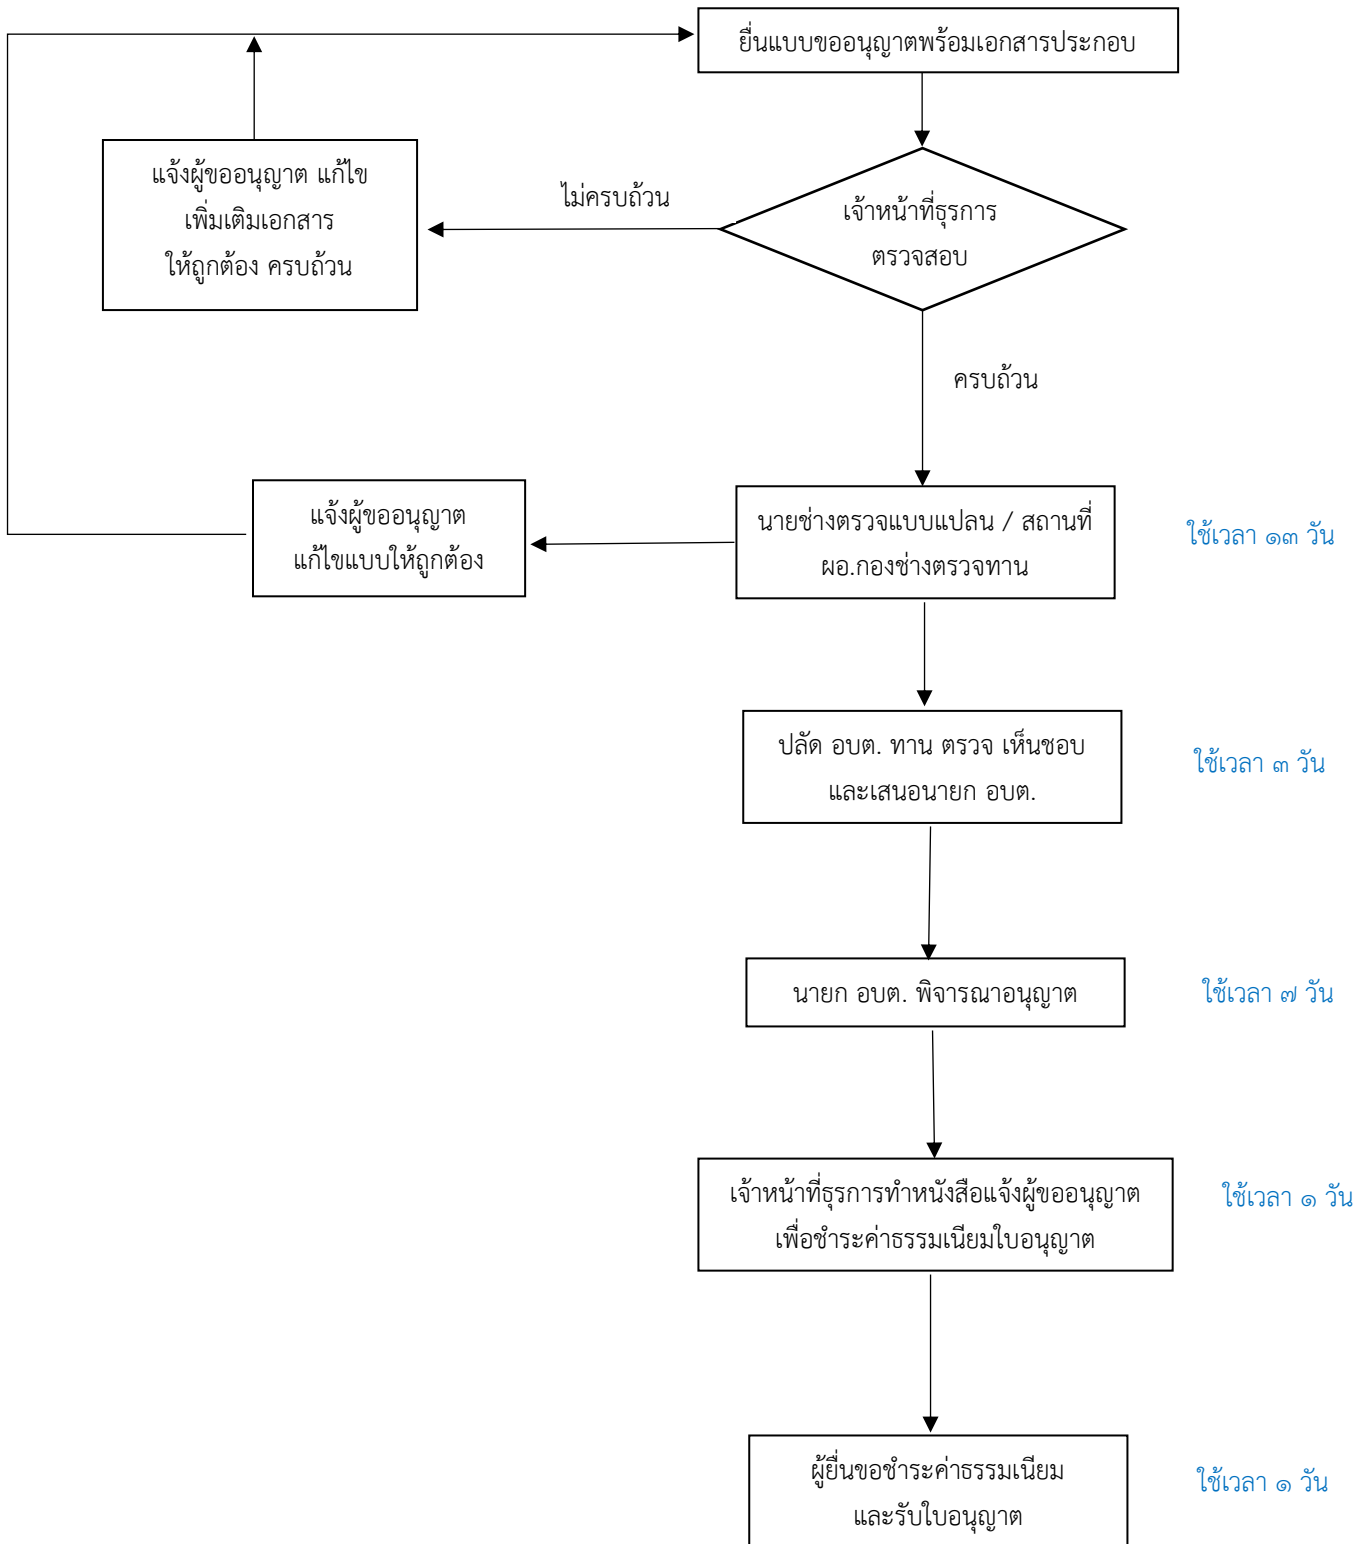 ยื่นแบบขออนุญาตพร้อมเอกสารประกอบ
แจ้งผู้ขออนุญาต แก้ไข
เพิ่มเติมเอกสาร
ให้ถูกต้อง ครบถ้วน
ไม่ครบถ้วน
เจ้าหน้าที่ธุรการ
ตรวจสอบ
ครบถ้วน
แจ้งผู้ขออนุญาต
แก้ไขแบบให้ถูกต้อง
นายช่างตรวจแบบแปลน / สถานที่
ผอ.กองช่างตรวจทาน
ใช้เวลา ๑๓ วัน
ปลัด อบต. ทาน ตรวจ เห็นชอบ
และเสนอนายก อบต.
ใช้เวลา ๓ วัน
นายก อบต. พิจารณาอนุญาต
ใช้เวลา ๗ วัน
เจ้าหน้าที่ธุรการทำหนังสือแจ้งผู้ขออนุญาต
เพื่อชำระค่าธรรมเนียมใบอนุญาต
ใช้เวลา ๑ วัน
ผู้ยื่นขอชำระค่าธรรมเนียม
และรับใบอนุญาต
ใช้เวลา ๑ วัน